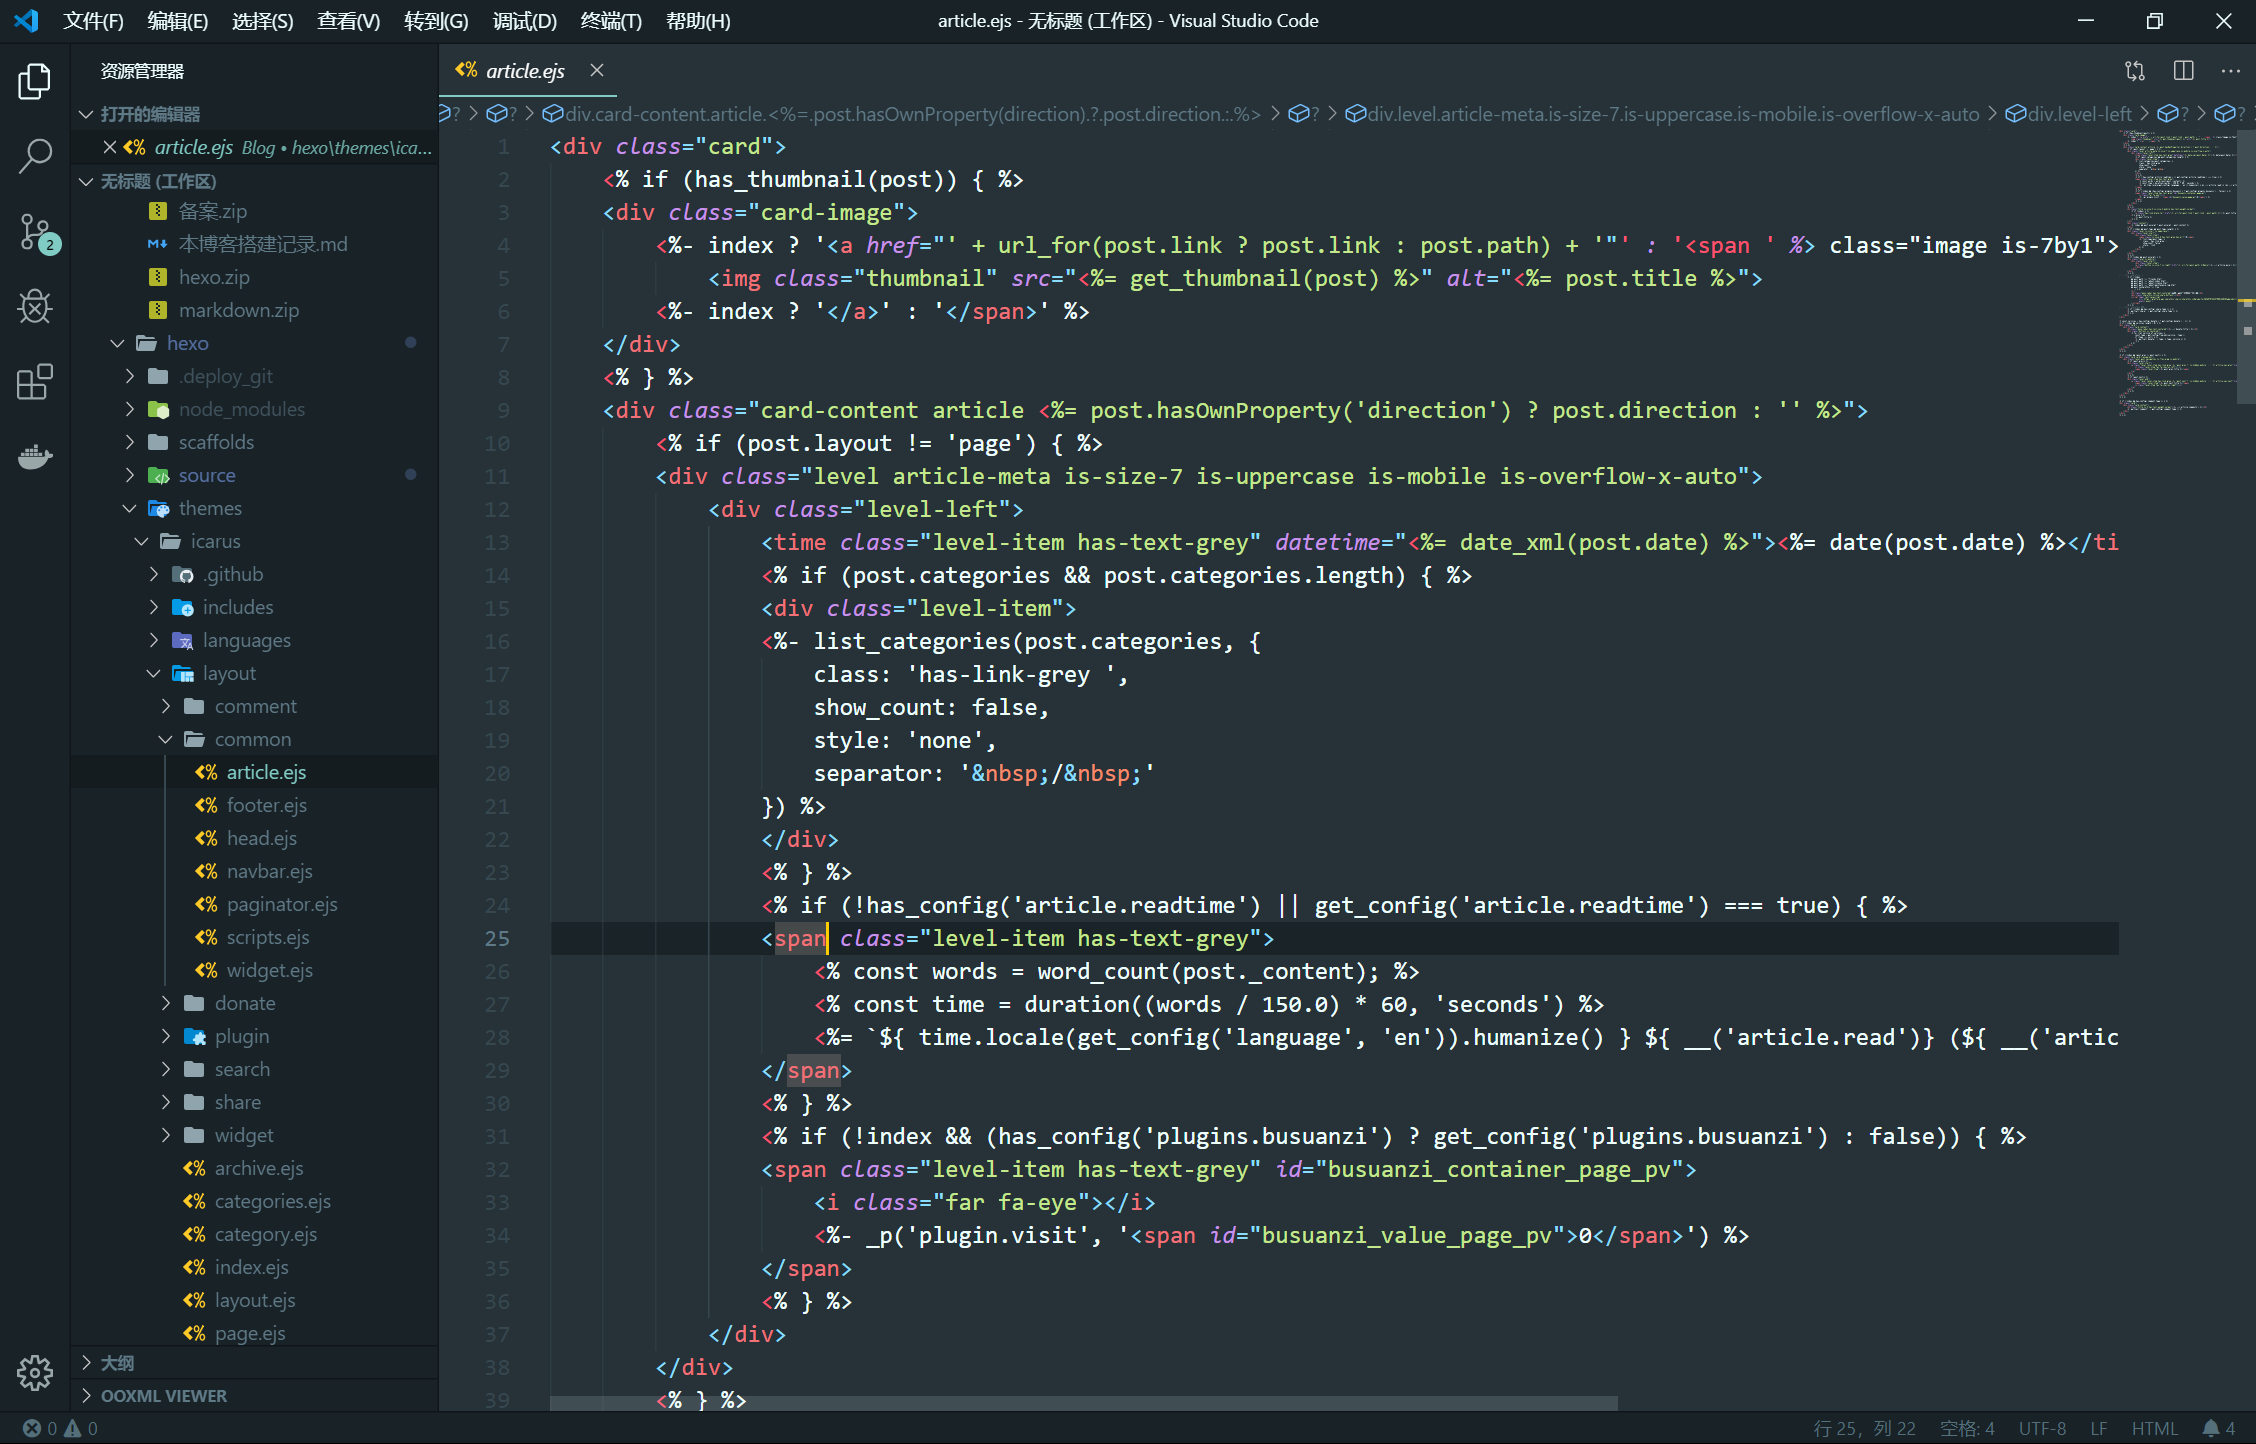 文件(F) 编辑(E) 选择(S) 查看(V) 转到(G) 调试(D) 终端(T) 帮助(H) article.ejs - 无标题 (工作区) - Visual Studio Code
资源管理器
打开的编辑器
article.ejs Blog • hexo\themes\ica...
无标题 (工作区)
备案.zip
本博客搭建记录.md
hexo.zip
markdown.zip
hexo
.deploy_git
node_modules
scaffolds
source
themes
icarus
.github
includes
languages
layout
comment
common
article.ejs
footer.ejs
head.ejs
navbar.ejs
paginator.ejs
scripts.ejs
widget.ejs
donate
plugin
search
share
widget
archive.ejs
categories.ejs
category.ejs
index.ejs
layout.ejs
page.ejs
大纲
OOXML VIEWER
2
article.ejs
? > ? > div.card-content.article.<%=.post.hasOwnProperty(direction).?.post.direction.:.%> > ? > div.level.article-meta.is-size-7.is-uppercase.is-mobile.is-overflow-x-auto > div.level-left > ? > ? >
1 <div class="card">
2 <% if (has_thumbnail(post)) { %>
3 <div class="card-image">
4 <%- index ? '<a href="' + url_for(post.link ? post.link : post.path) + '"' : '<span ' %> class="image is-7by1">
5 <img class="thumbnail" src="<%= get_thumbnail(post) %>" alt="<%= post.title %>">
6 <%- index ? '</a>' : '</span>' %>
7 </div>
8 <% } %>
9 <div class="card-content article <%= post.hasOwnProperty('direction') ? post.direction : '' %>">
10 <% if (post.layout != 'page') { %>
11 <div class="level article-meta is-size-7 is-uppercase is-mobile is-overflow-x-auto">
12 <div class="level-left">
13 <time class="level-item has-text-grey" datetime="<%= date_xml(post.date) %>"><%= date(post.date) %></ti
14 <% if (post.categories && post.categories.length) { %>
15 <div class="level-item">
16 <%- list_categories(post.categories, {
17 class: 'has-link-grey ',
18 show_count: false,
19 style: 'none',
20 separator: '&nbsp;/&nbsp;'
21 }) %>
22 </div>
23 <% } %>
24 <% if (!has_config('article.readtime') || get_config('article.readtime') === true) { %>
25 <span class="level-item has-text-grey">
26 <% const words = word_count(post._content); %>
27 <% const time = duration((words / 150.0) * 60, 'seconds') %>
28 <%= `${ time.locale(get_config('language', 'en')).humanize() } ${ __('article.read')} (${ __('artic
29 </span>
30 <% } %>
31 <% if (!index && (has_config('plugins.busuanzi') ? get_config('plugins.busuanzi') : false)) { %>
32 <span class="level-item has-text-grey" id="busuanzi_container_page_pv">
33 <i class="far fa-eye"></i>
34 <%- _p('plugin.visit', '<span id="busuanzi_value_page_pv">0</span>') %>
35 </span>
36 <% } %>
37 </div>
38 </div>
39 <% } %>
0 0 行 25，列 22 空格: 4 UTF-8 LF HTML 4